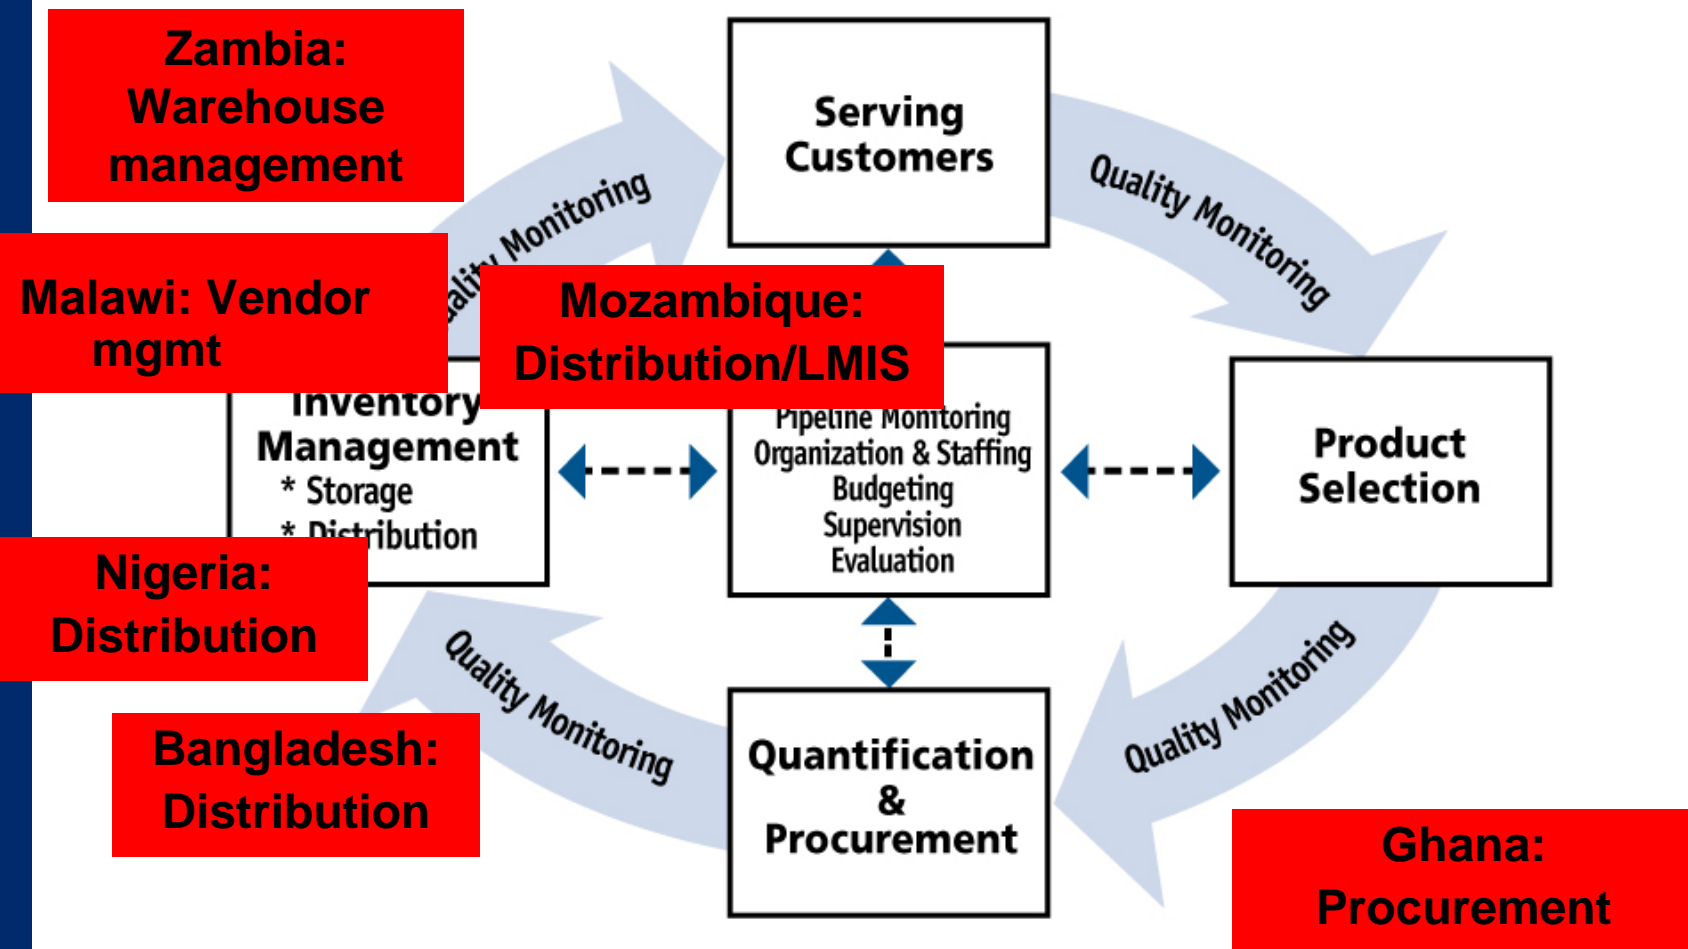 Zambia:
Warehouse
management
Serving
Customers
Quality Monitoring
Monitoring
Malawi: Vendor
mgmt
Mozambique:
Distribution/LMIS
Inventory
Management
* Storage
* Distribution
Pipeline Monitoring
Organization & Staffing
Budgeting
Supervision
Evaluation
Product
Selection
Nigeria:
Distribution
Quality Monitoring
Quality Monitoring
Bangladesh:
Distribution
Quantification
&
Procurement
Ghana:
Procurement